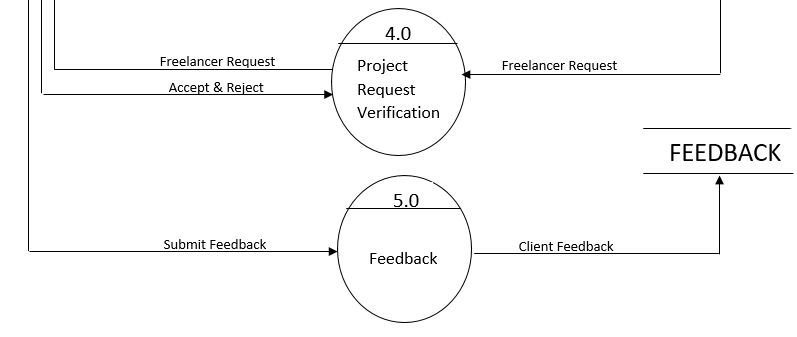 4.0
Freelancer Request
Project
Request
Verification
Freelancer Request
Accept & Reject
FEEDBACK
5.0
Submit Feedback
Feedback
Client Feedback